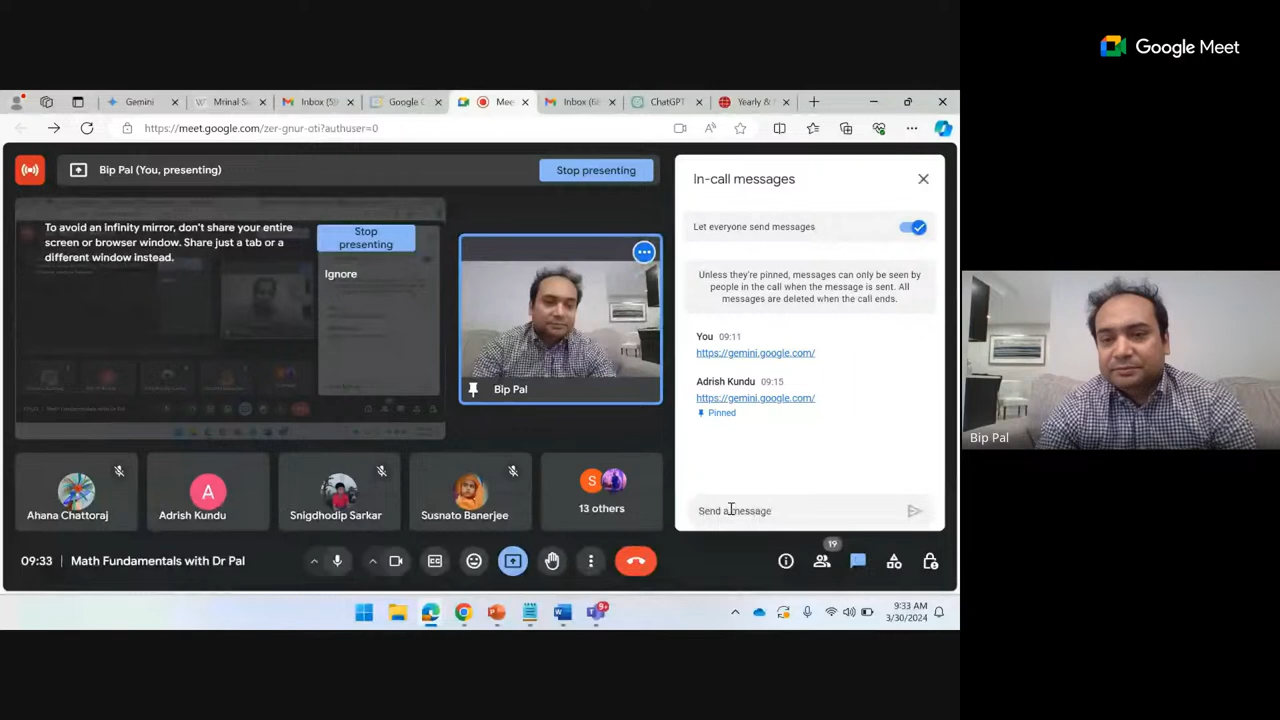 Google Meet
Gemini
Mrinal S
Inbox (5)
Google C
Mee
Inbox (6
ChatGPT
Yearly &
https://meet.google.com/zer-gnur-oti?authuser=0
Bip Pal (You, presenting)
Stop presenting
To avoid an infinity mirror, don't share your entire
screen or browser window. Share just a tab or a
different window instead.
Stop
presenting
Ignore
Bip Pal
In-call messages
Let everyone send messages
Unless they're pinned, messages can only be seen by
people in the call when the message is sent. All
messages are deleted when the call ends.
You 09:11
https://gemini.google.com/
Adrish Kundu 09:15
https://gemini.google.com/
Pinned
Send a message
Bip Pal
Ahana Chattoraj
A
Adrish Kundu
Snigdhodip Sarkar
Susnato Banerjee
S
13 others
19
09:33 | Math Fundamentals with Dr Pal
9+
9:33 AM
3/30/2024